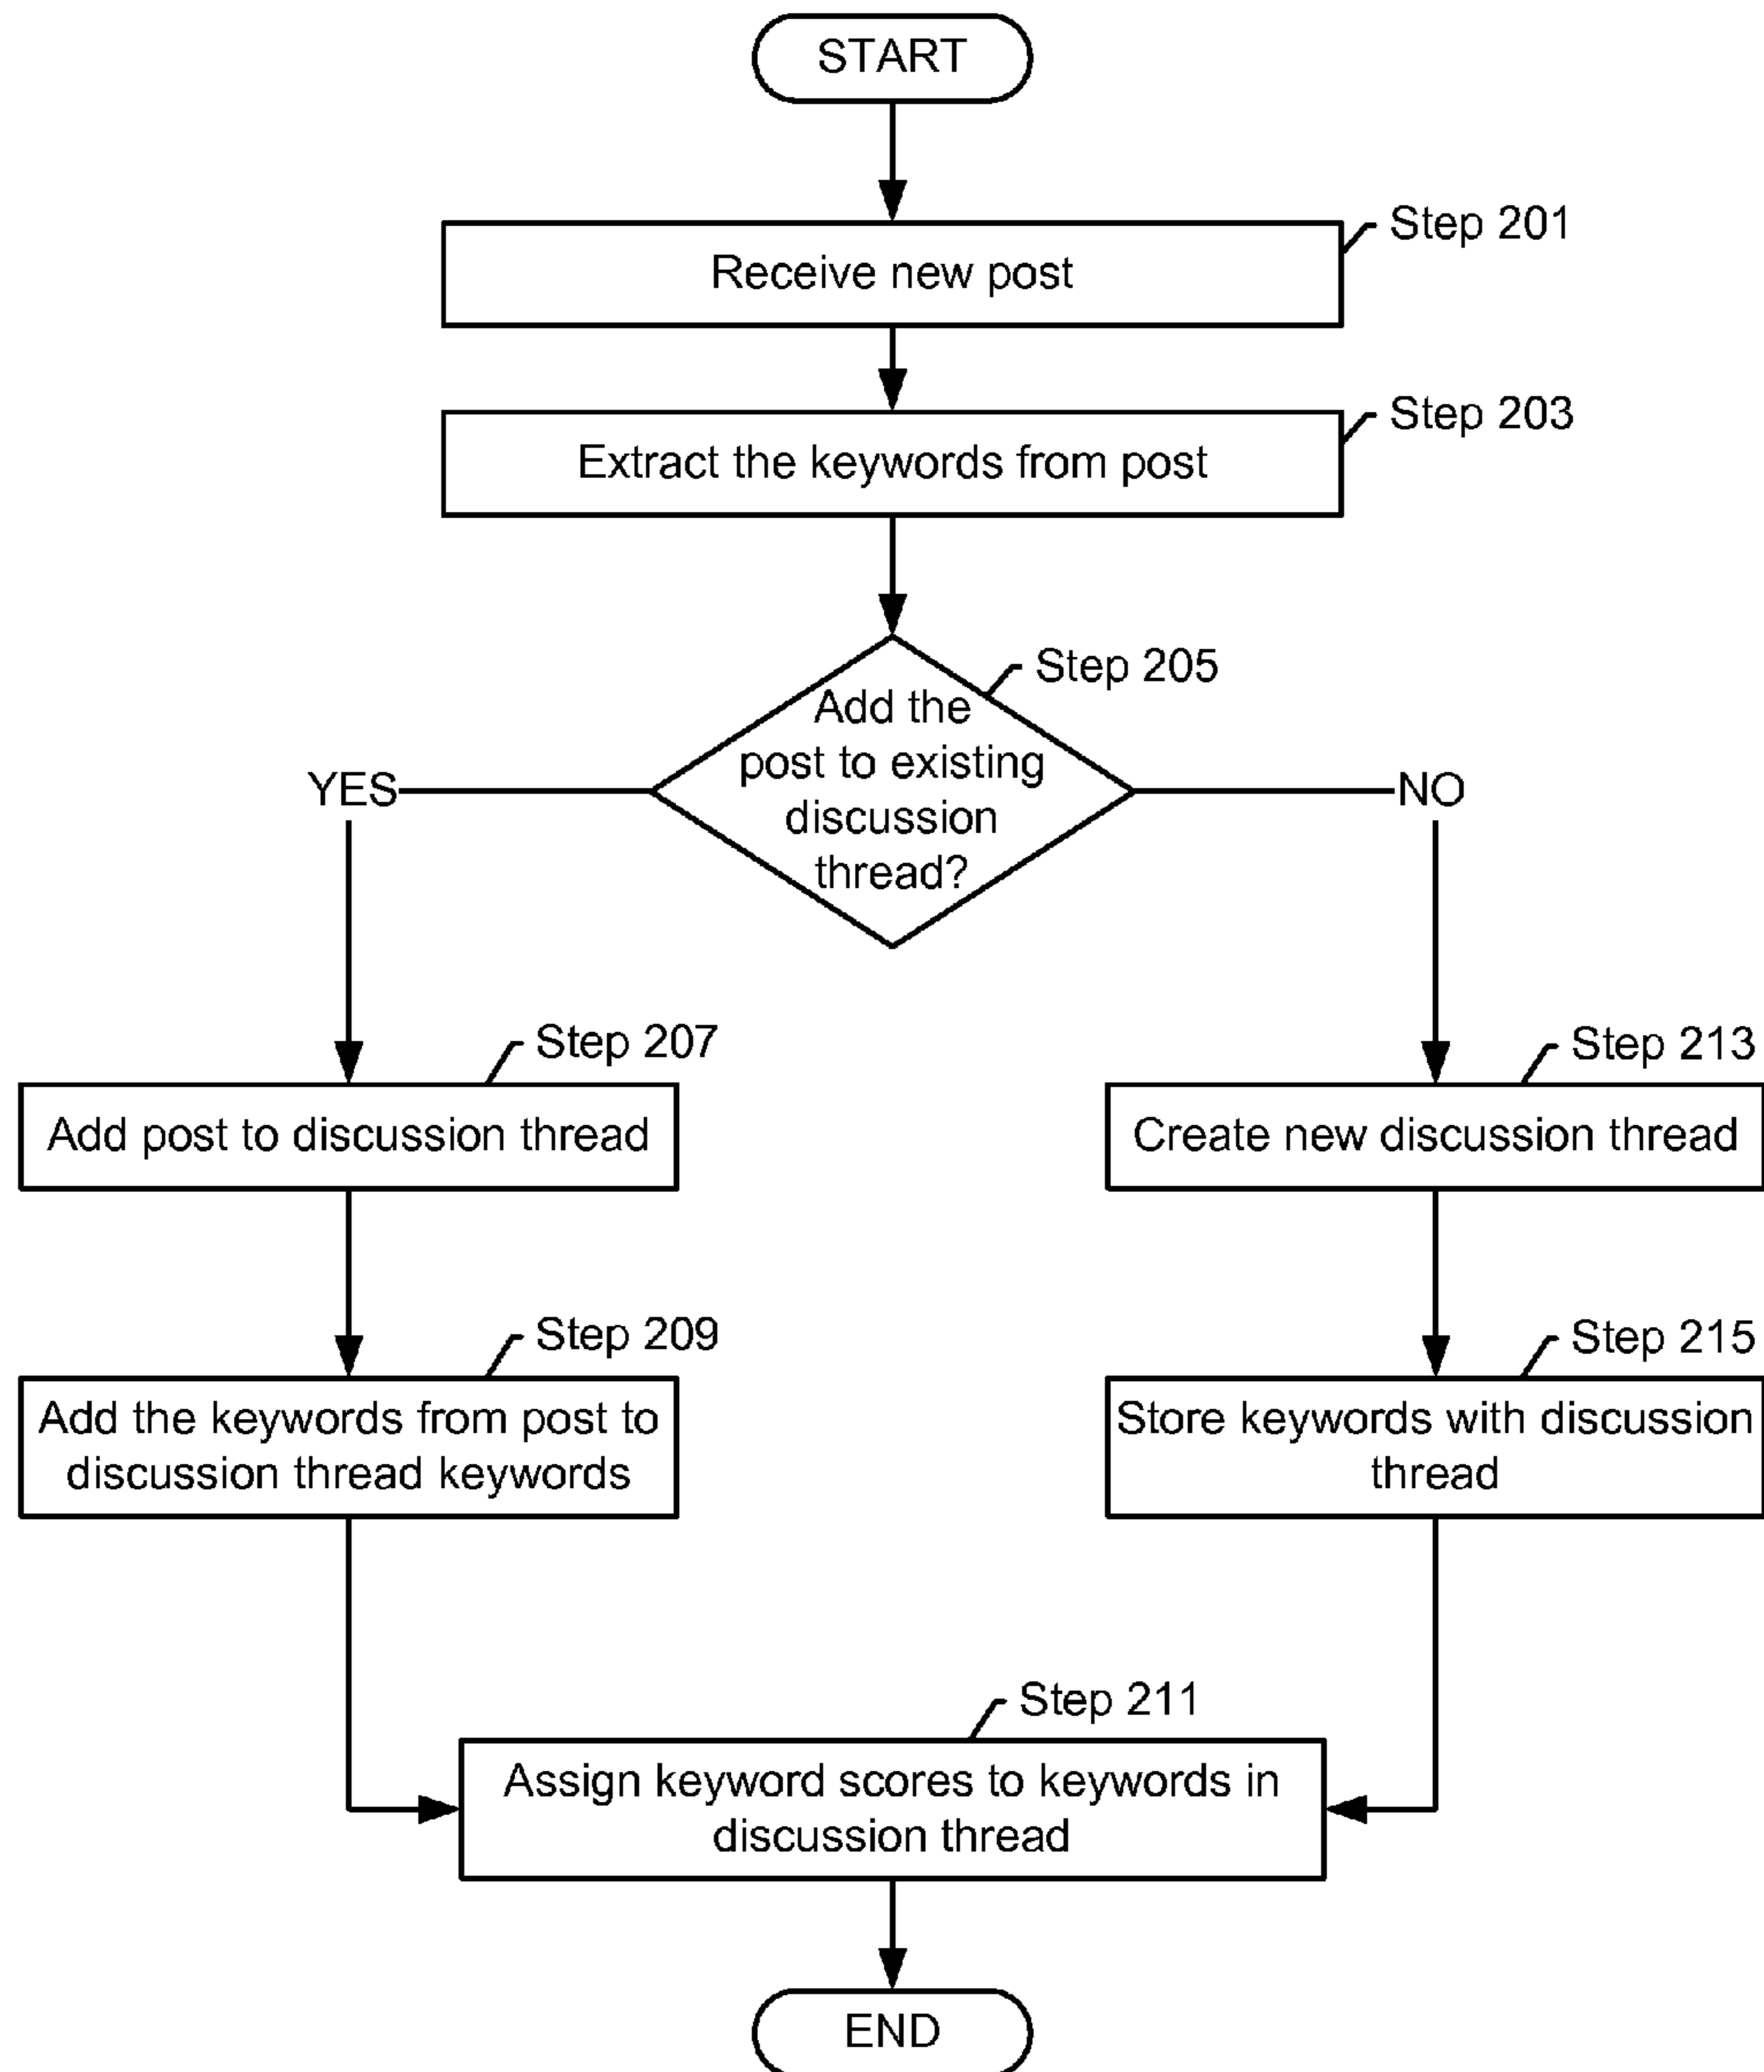 START
Step 201
Receive new post
Step 203
Extract the keywords from post
Step 205
Add the
post to existing
discussion
thread?
YES
NO
Step 207
Add post to discussion thread
Step 213
Create new discussion thread
Step 209
Add the keywords from post to
discussion thread keywords
Step 215
Store keywords with discussion
thread
Step 211
Assign keyword scores to keywords in
discussion thread
END